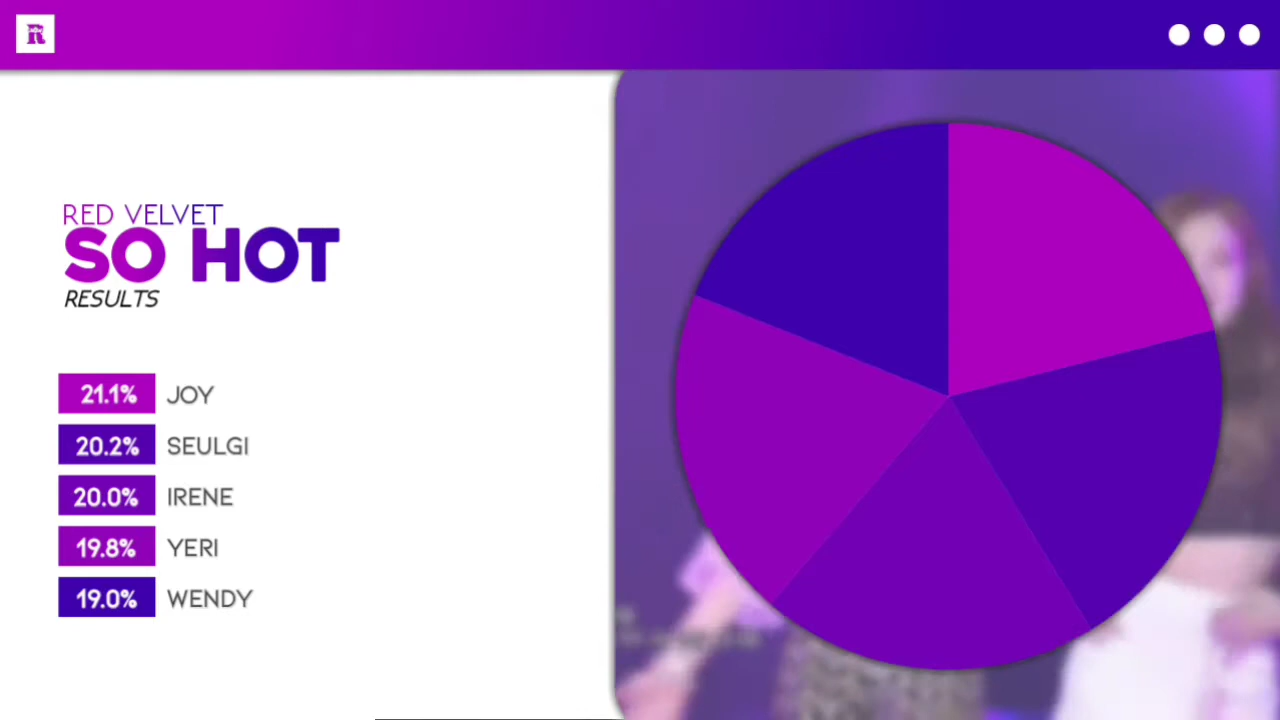 R
RED VELVET
SO HOT
RESULTS
21.1% JOY
20.2% SEULGI
20.0% IRENE
19.8% YERI
19.0% WENDY